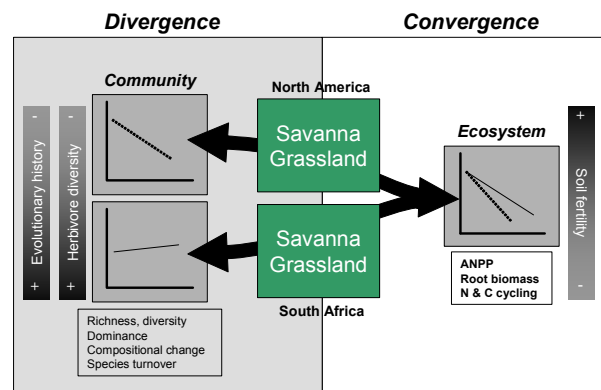 Divergence
Convergence
Community
North America
Savanna
Grassland
Ecosystem
-
-
+
Evolutionary history
Herbivore diversity
Soil fertility
+
+
-
Savanna
Grassland
South Africa
ANPP
Root biomass
N & C cycling
Richness, diversity
Dominance
Compositional change
Species turnover